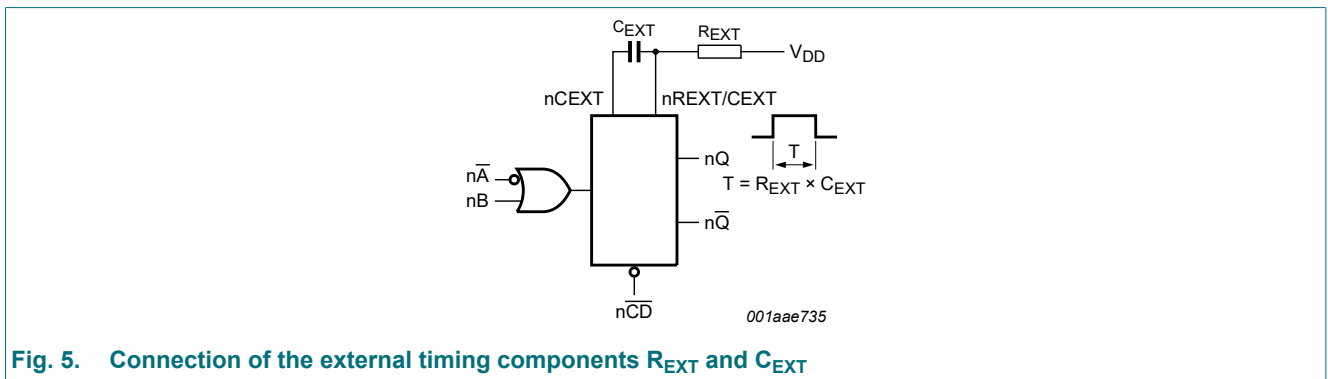 CEXT
REXT
VDD
nCEXT
nREXT/CEXT
nA̅
nB
nQ
T
T = REXT × CEXT
nQ̅
nC̅D̅
001aae735
Fig. 5. Connection of the external timing components REXT and CEXT